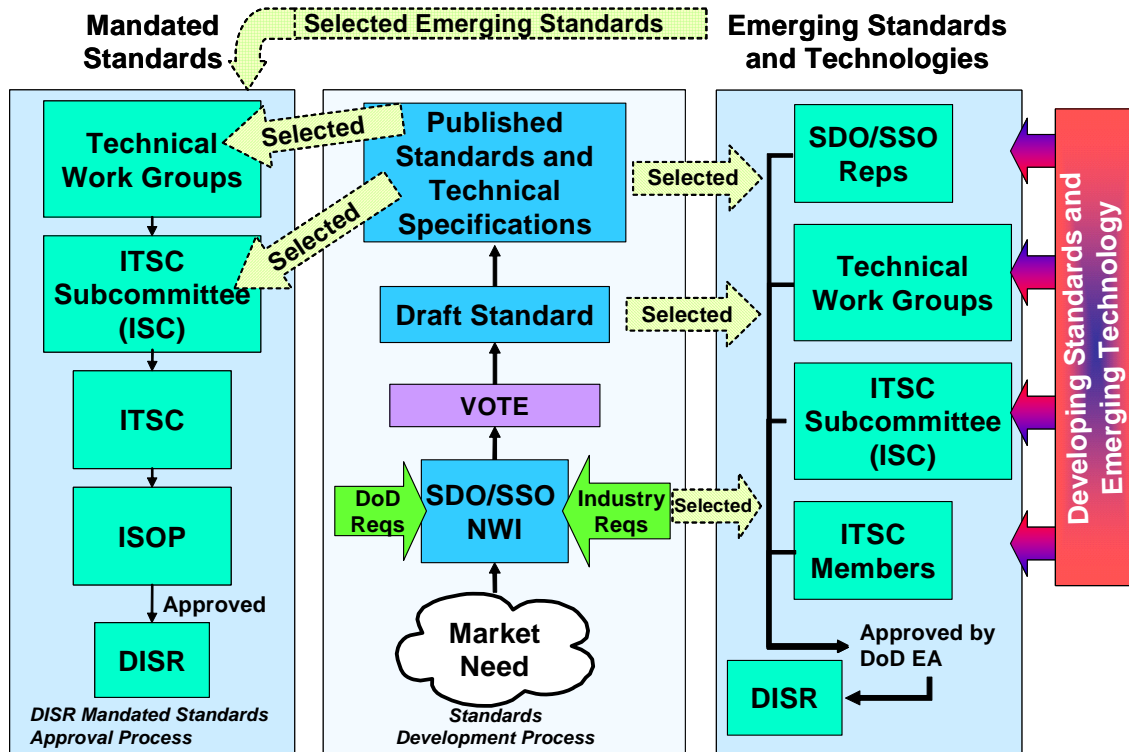 Mandated
Standards
Selected Emerging Standards
Emerging Standards
and Technologies
Technical
Work Groups
ITSC
Subcommittee
(ISC)
ITSC
ISOP
Approved
DISR
DISR Mandated Standards
Approval Process
Selected
Selected
Published
Standards and
Technical
Specifications
Draft Standard
VOTE
DoD
Reqs
SDO/SSO
NWI
Industry
Reqs
Market
Need
Standards
Development Process
Selected
Selected
Selected
SDO/SSO
Reps
Technical
Work Groups
ITSC
Subcommittee
(ISC)
ITSC
Members
Approved by
DoD EA
DISR
Developing Standards and
Emerging Technology